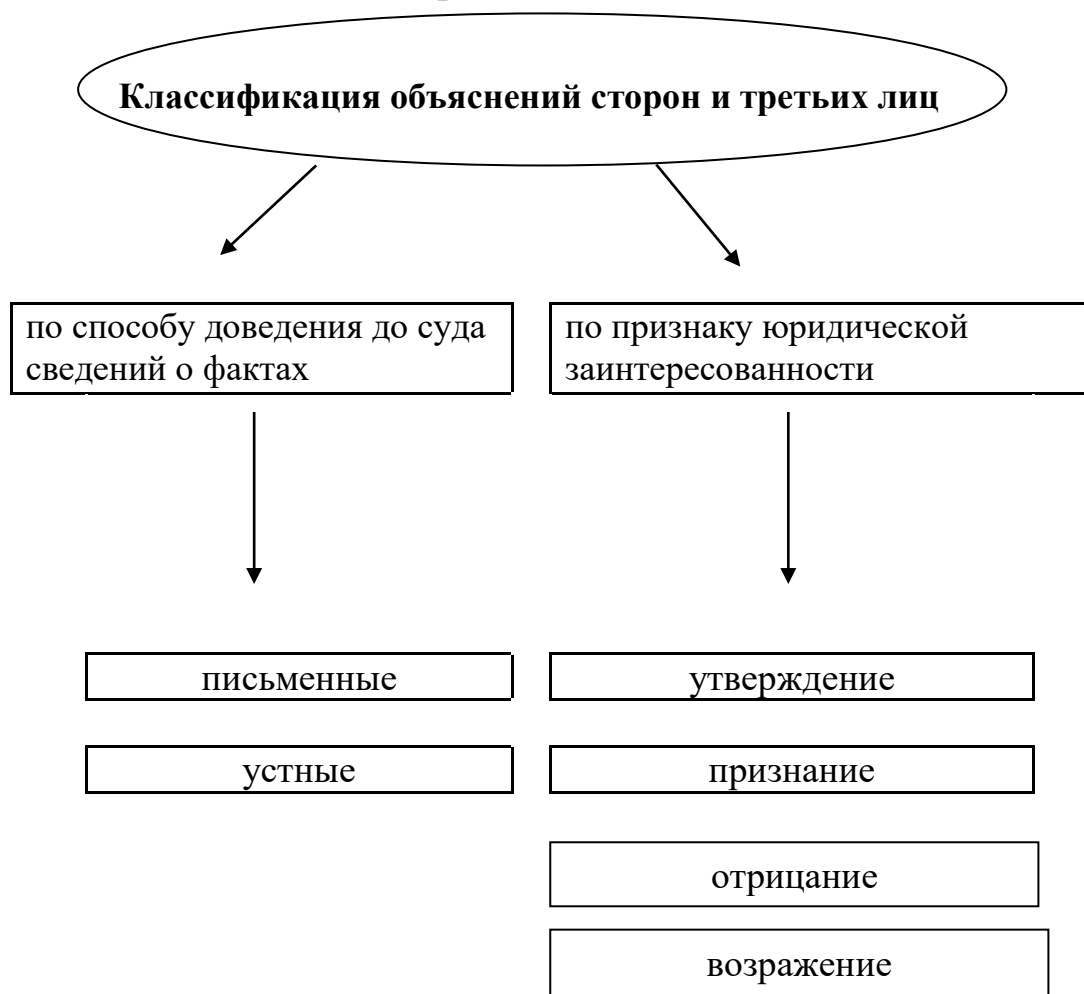 Классификация объяснений сторон и третьих лиц
по способу доведения до суда
сведений о фактах
по признаку юридической
заинтересованности
письменные
устные
утверждение
признание
отрицание
возражение